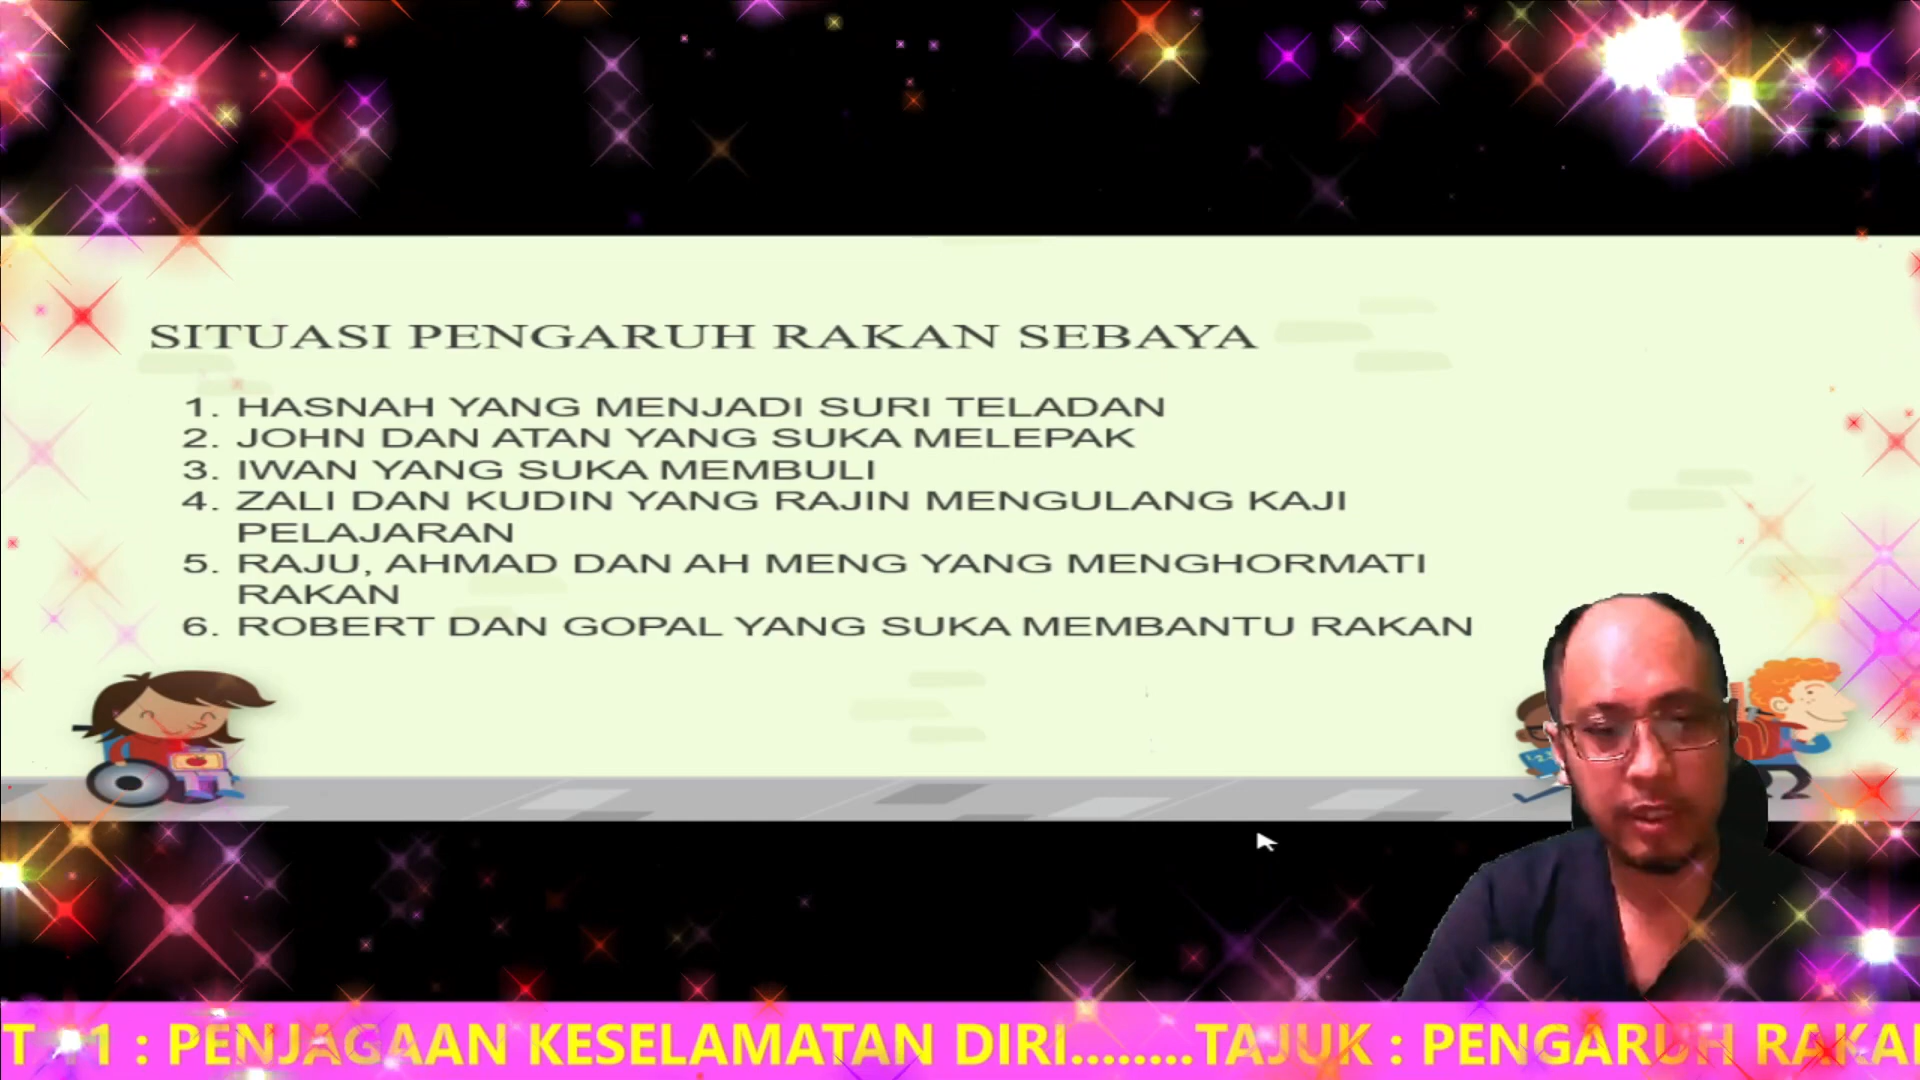 SITUASI PENGARUH RAKAN SEBAYA
1. HASNAH YANG MENJADI SURI TELADAN
2. JOHN DAN ATAN YANG SUKA MELEPAK
3. IWAN YANG SUKA MEMBULI
4. ZALI DAN KUDIN YANG RAJIN MENGULANG KAJI
PELAJARAN
5. RAJU, AHMAD DAN AH MENG YANG MENGHORMATI
RAKAN
6. ROBERT DAN GOPAL YANG SUKA MEMBANTU RAKAN
T 11 : PENJAGAAN KESELAMATAN DIRI........TAJUK : PENGARUH RAKA